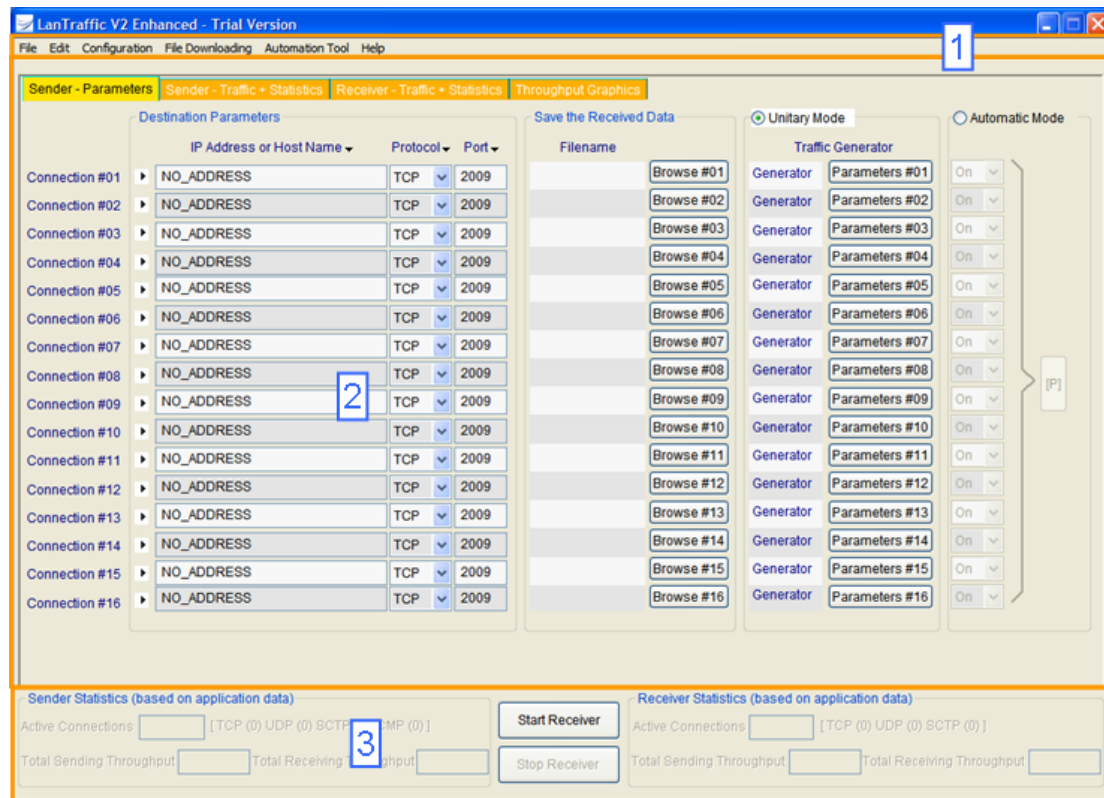 LanTraffic V2 Enhanced - Trial Version
File Edit Configuration File Downloading Automation Tool Help
1
Sender - Parameters Sender - Traffic + Statistics Receiver - Traffic + Statistics Throughput Graphics
Destination Parameters Save the Received Data Unitary Mode Automatic Mode
IP Address or Host Name Protocol Port Filename Traffic Generator
Connection #01 NO_ADDRESS TCP 2009 Browse #01 Generator Parameters #01 On
Connection #02 NO_ADDRESS TCP 2009 Browse #02 Generator Parameters #02 On
Connection #03 NO_ADDRESS TCP 2009 Browse #03 Generator Parameters #03 On
Connection #04 NO_ADDRESS TCP 2009 Browse #04 Generator Parameters #04 On
Connection #05 NO_ADDRESS TCP 2009 Browse #05 Generator Parameters #05 On
Connection #06 NO_ADDRESS TCP 2009 Browse #06 Generator Parameters #06 On
Connection #07 NO_ADDRESS TCP 2009 Browse #07 Generator Parameters #07 On
Connection #08 NO_ADDRESS TCP 2009 Browse #08 Generator Parameters #08 On
[P]
2
Connection #09 NO_ADDRESS TCP 2009 Browse #09 Generator Parameters #09 On
Connection #10 NO_ADDRESS TCP 2009 Browse #10 Generator Parameters #10 On
Connection #11 NO_ADDRESS TCP 2009 Browse #11 Generator Parameters #11 On
Connection #12 NO_ADDRESS TCP 2009 Browse #12 Generator Parameters #12 On
Connection #13 NO_ADDRESS TCP 2009 Browse #13 Generator Parameters #13 On
Connection #14 NO_ADDRESS TCP 2009 Browse #14 Generator Parameters #14 On
Connection #15 NO_ADDRESS TCP 2009 Browse #15 Generator Parameters #15 On
Connection #16 NO_ADDRESS TCP 2009 Browse #16 Generator Parameters #16 On
Sender Statistics (based on application data)
Active Connections [ TCP (0) UDP (0) SCTP (0) ]
3
Total Sending Throughput Total Receiving
Start Receiver
Stop Receiver
Receiver Statistics (based on application data)
Active Connections [ TCP (0) UDP (0) SCTP (0) ]
Total Sending Throughput Total Receiving Throughput